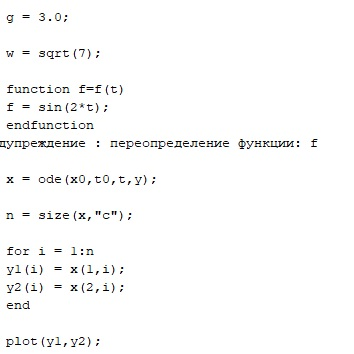 g = 3.0;
w = sqrt(7);
function f=f(t)
f = sin(2*t);
endfunction
дупреждение : переопределение функции: f
x = ode(x0,t0,t,y);
n = size(x,"c");
for i = 1:n
y1(i) = x(1,i);
y2(i) = x(2,i);
end
plot(y1,y2);